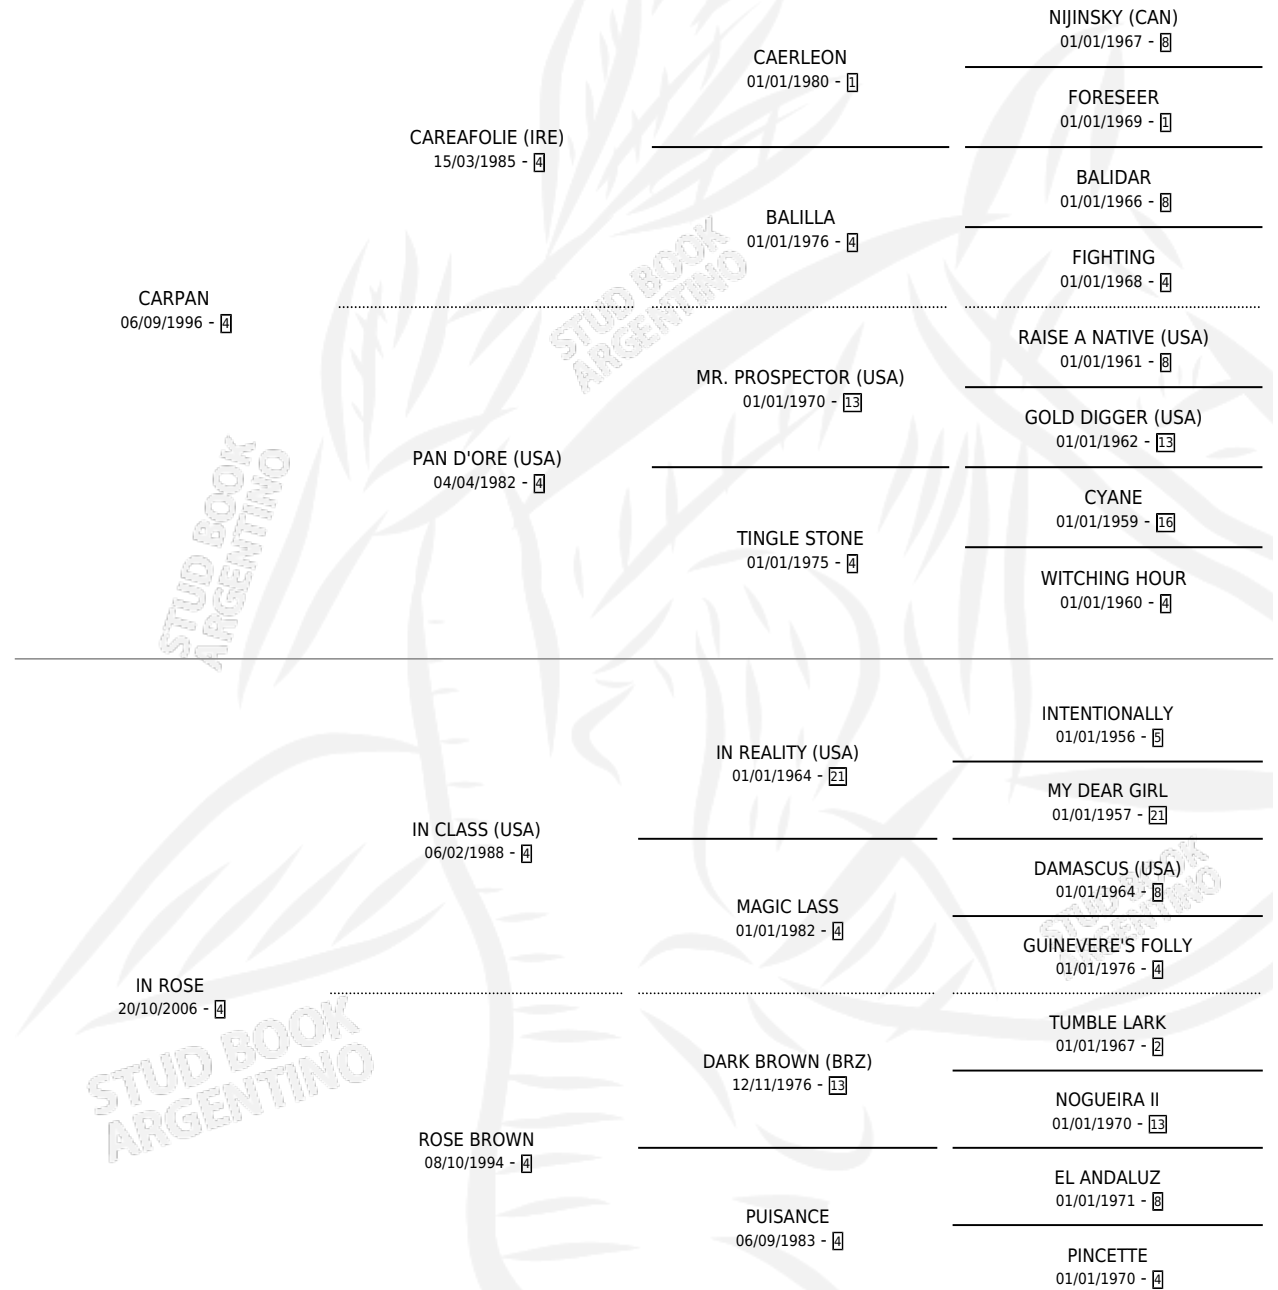 NIJINSKY (CAN)
01/01/1967 - 8
CAERLEON
01/01/1980 - 1
FORESEER
01/01/1969 - 1
CAREAFOLIE (IRE)
15/03/1985 - 4
BALIDAR
01/01/1966 - 8
BALILLA
01/01/1976 - 4
FIGHTING
01/01/1968 - 4
CARPAN
06/09/1996 - 4
RAISE A NATIVE (USA)
01/01/1961 - 8
MR. PROSPECTOR (USA)
01/01/1970 - 13
GOLD DIGGER (USA)
01/01/1962 - 13
PAN D'ORE (USA)
04/04/1982 - 4
CYANE
01/01/1959 - 16
TINGLE STONE
01/01/1975 - 4
WITCHING HOUR
01/01/1960 - 4
STUD BOOK
ARGENTINO
STUD BOOK
ARGENTINO
INTENTIONALLY
01/01/1956 - 5
IN REALITY (USA)
01/01/1964 - 21
MY DEAR GIRL
01/01/1957 - 21
IN CLASS (USA)
06/02/1988 - 4
DAMASCUS (USA)
01/01/1964 - 8
MAGIC LASS
01/01/1982 - 4
GUINEVERE'S FOLLY
01/01/1976 - 4
STUD BOOK
ARGENTINO
IN ROSE
20/10/2006 - 4
TUMBLE LARK
01/01/1967 - 2
DARK BROWN (BRZ)
12/11/1976 - 13
NOGUEIRA II
01/01/1970 - 13
STUD BOOK
ARGENTINO
ROSE BROWN
08/10/1994 - 4
EL ANDALUZ
01/01/1971 - 8
PUISANCE
06/09/1983 - 4
PINCETTE
01/01/1970 - 4